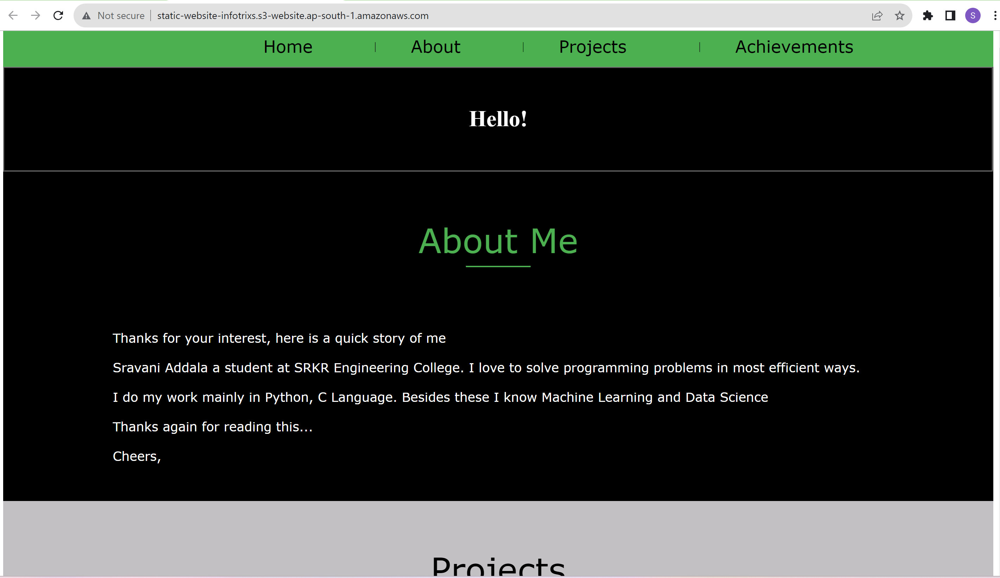 Not secure | static-website-infotrixs.s3-website.ap-south-1.amazonaws.com S
Home | About | Projects | Achievements
Hello!
About Me
Thanks for your interest, here is a quick story of me
Sravani Addala a student at SRKR Engineering College. I love to solve programming problems in most efficient ways.
I do my work mainly in Python, C Language. Besides these I know Machine Learning and Data Science
Thanks again for reading this...
Cheers,
Projects